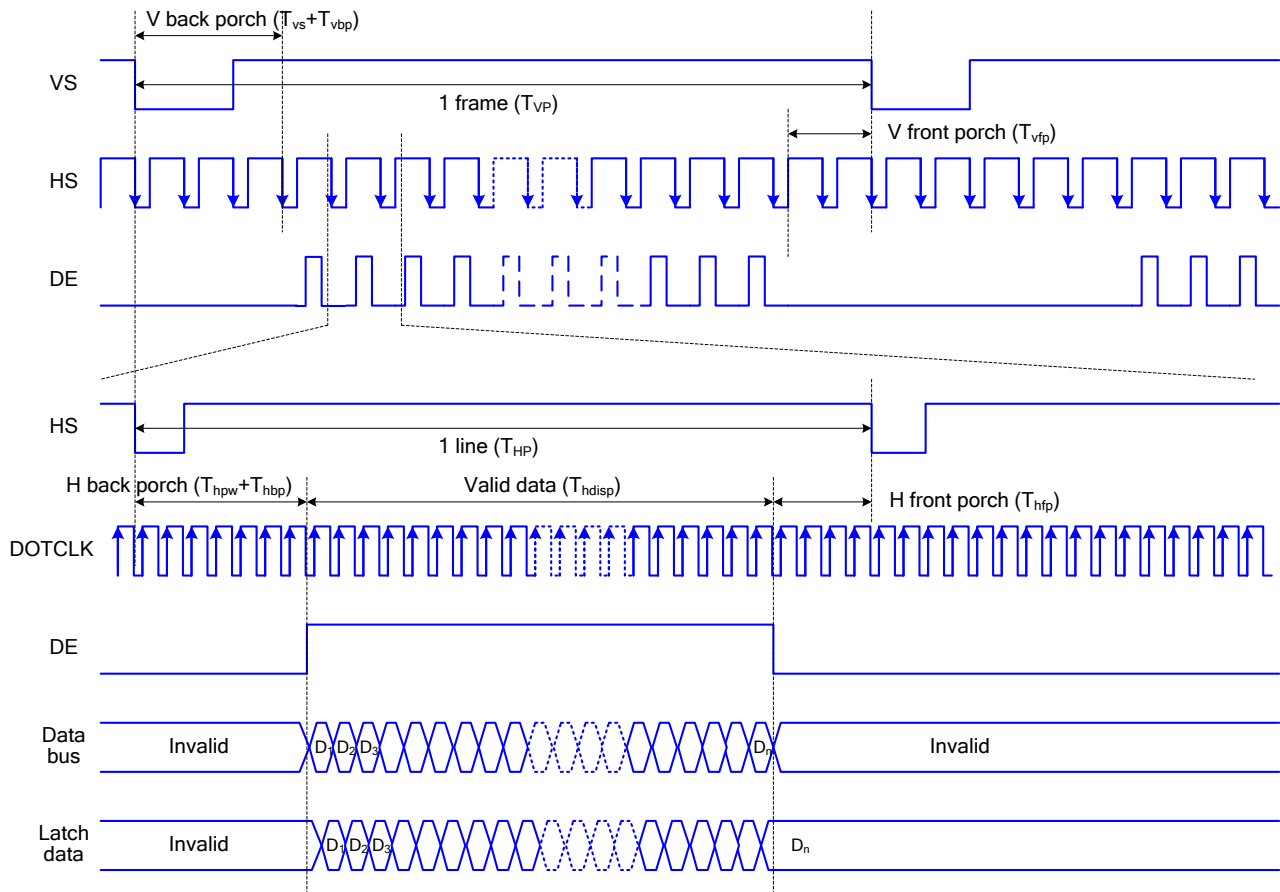 V back porch (Tvs+Tvbp)
VS
1 frame (TVP)
V front porch (Tvfp)
HS
DE
HS
1 line (THP)
H back porch (Thpw+Thbp)
Valid data (Thdisp)
H front porch (Thfp)
DOTCLK
DE
Data
bus
Invalid
D1 D2 D3
Dn
Invalid
Latch
data
Invalid
D1 D2 D3
Dn